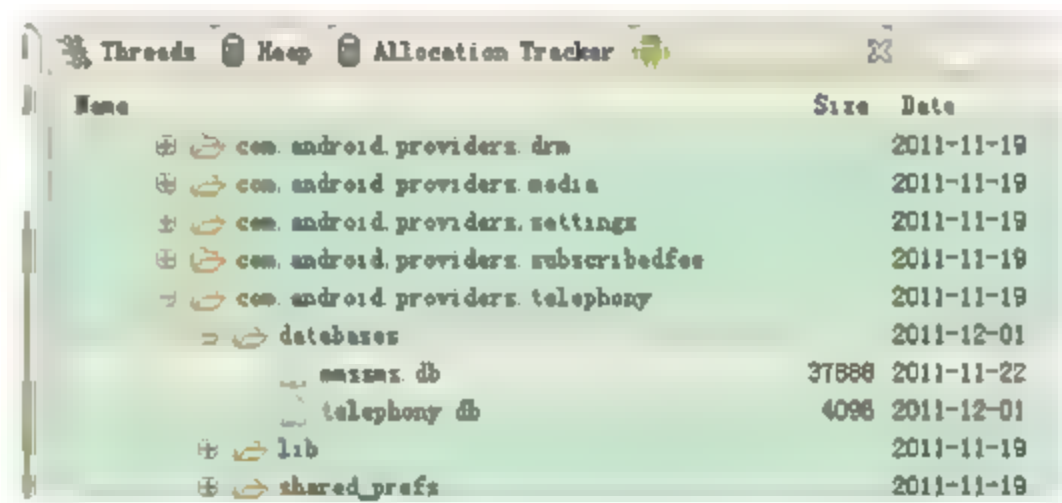 Threads Heap Allocation Tracker
Name Size Date
com.android.providers.drm 2011-11-19
com.android.providers.media 2011-11-19
com.android.providers.settings 2011-11-19
com.android.providers.subscribedfee 2011-11-19
com.android.providers.telephony 2011-11-19
databases 2011-12-01
mmssms.db 2011-11-22
telephony.db 4096 2011-12-01
lib 2011-11-19
shared_prefs 2011-11-19